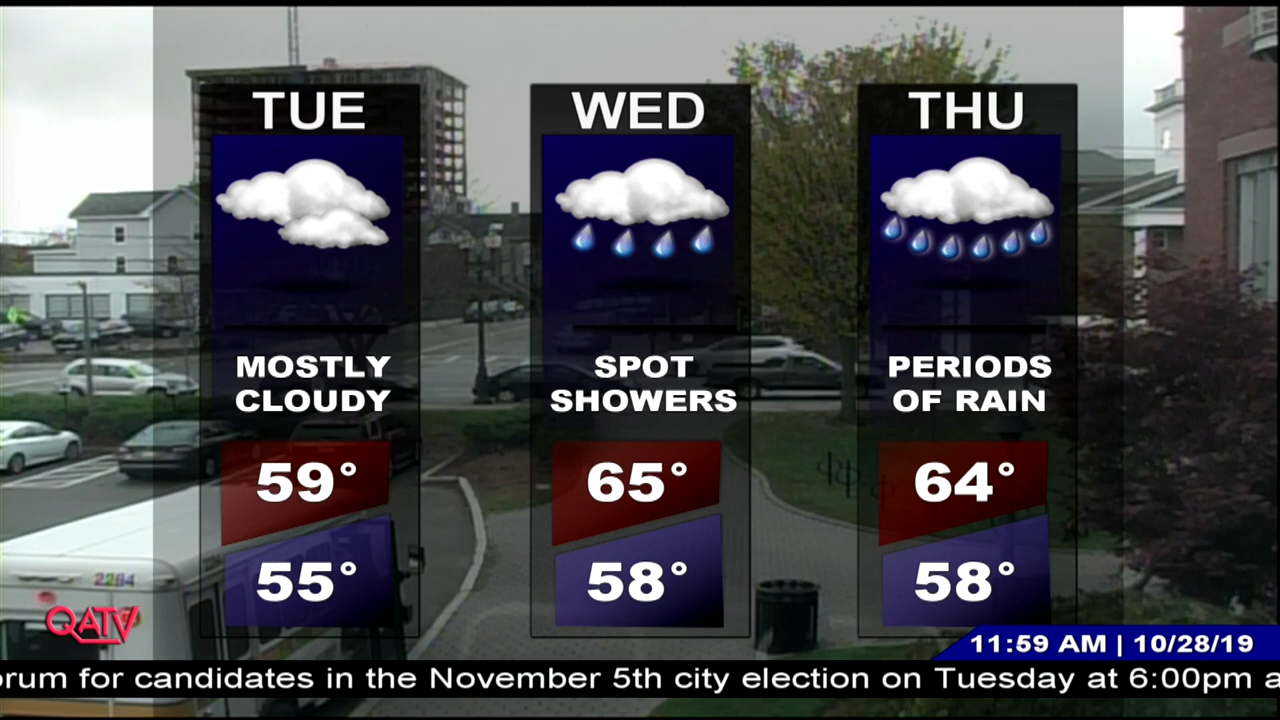 TUE
WED
THU
MOSTLY
CLOUDY
SPOT
SHOWERS
PERIODS
OF RAIN
59°
65°
64°
55°
58°
58°
2284
QATV
11:59 AM | 10/28/19
orum for candidates in the November 5th city election on Tuesday at 6:00pm a